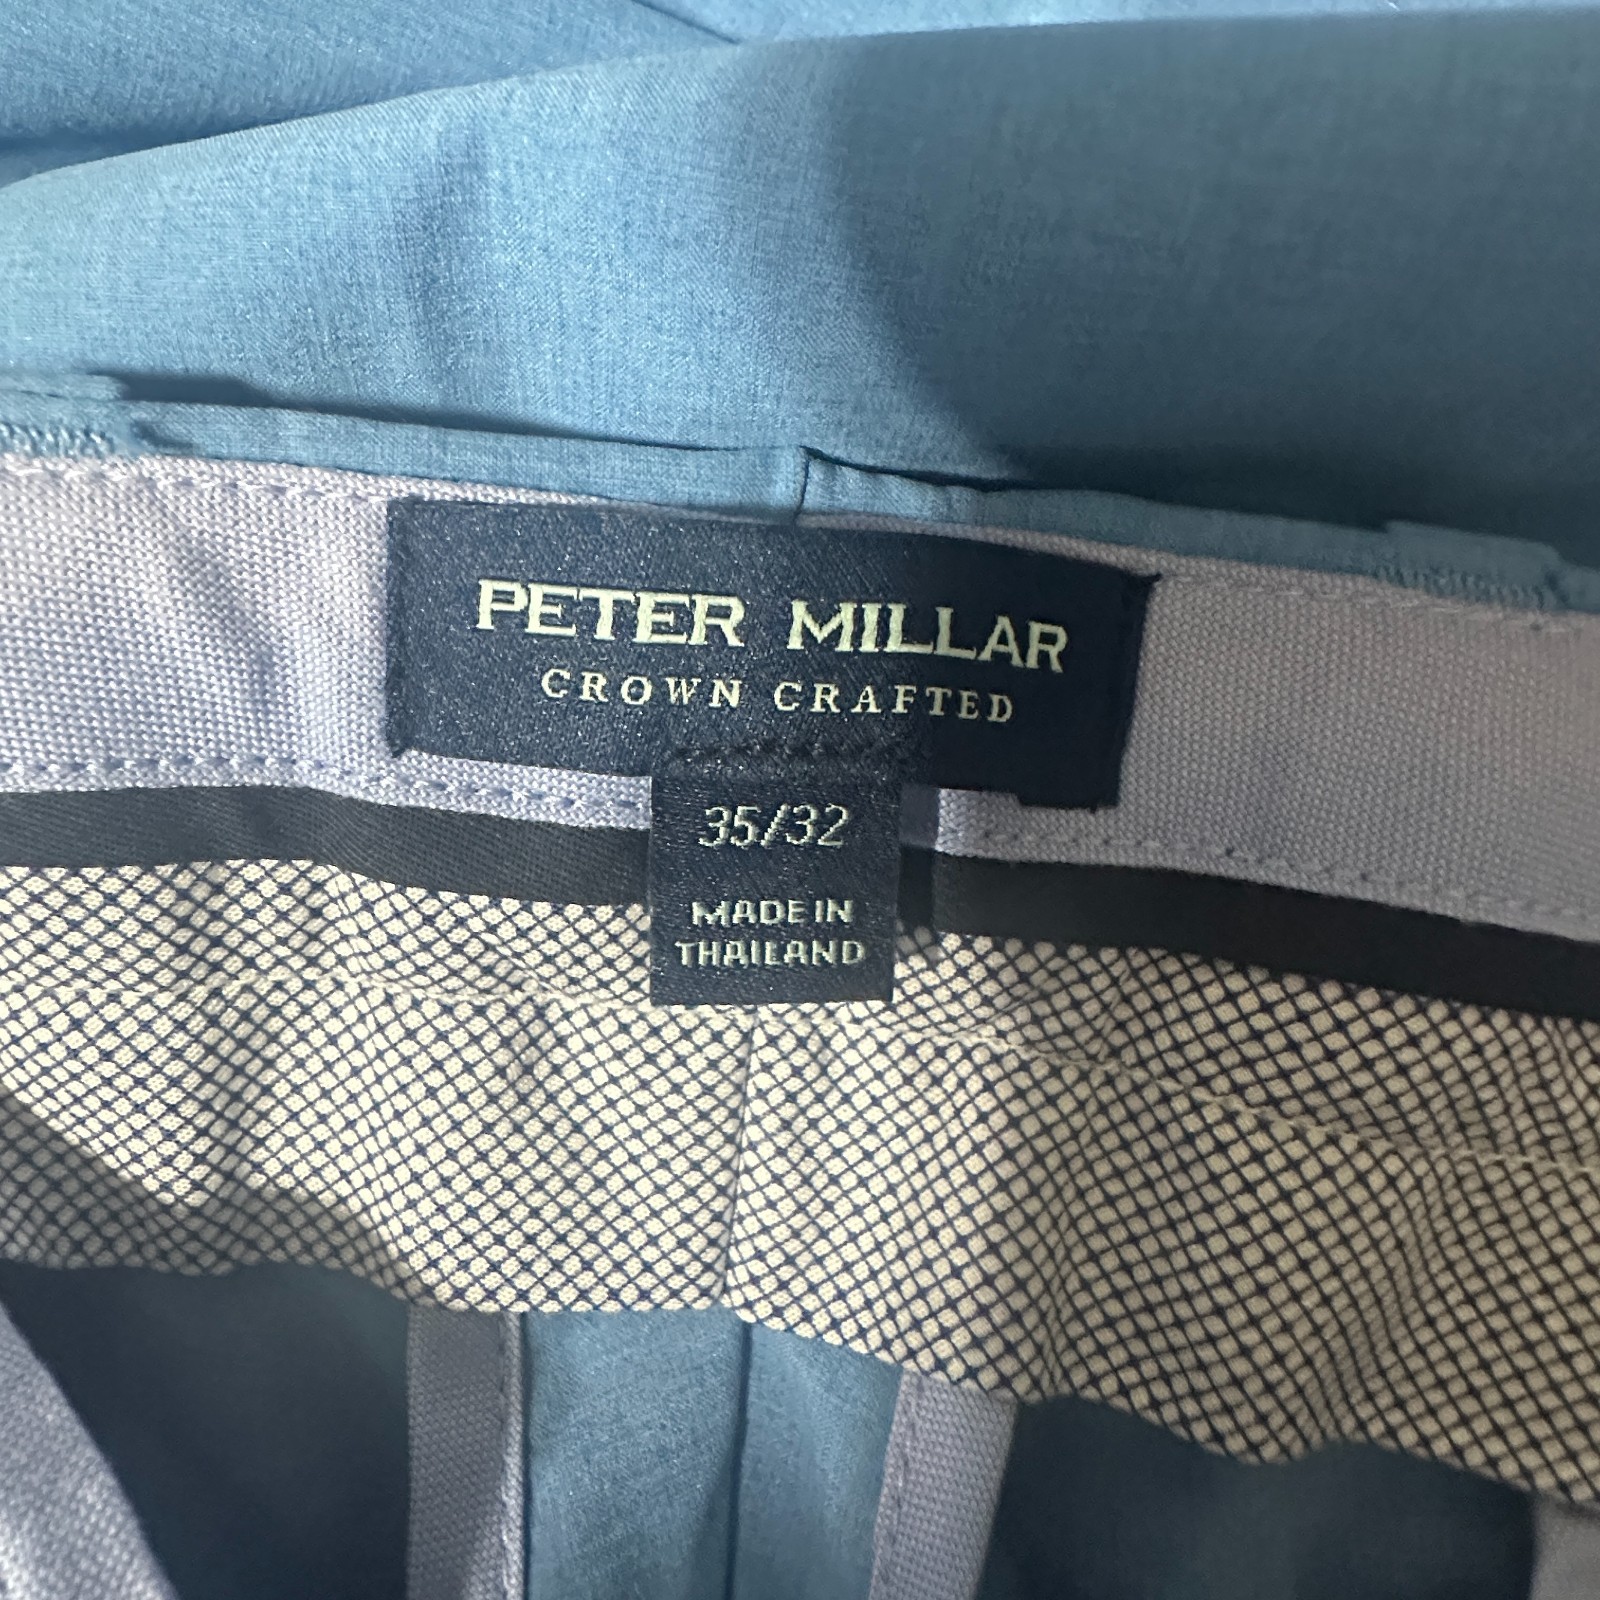 PETER MILLAR
CROWN CRAFTED
35/32
MADE IN
THAILAND